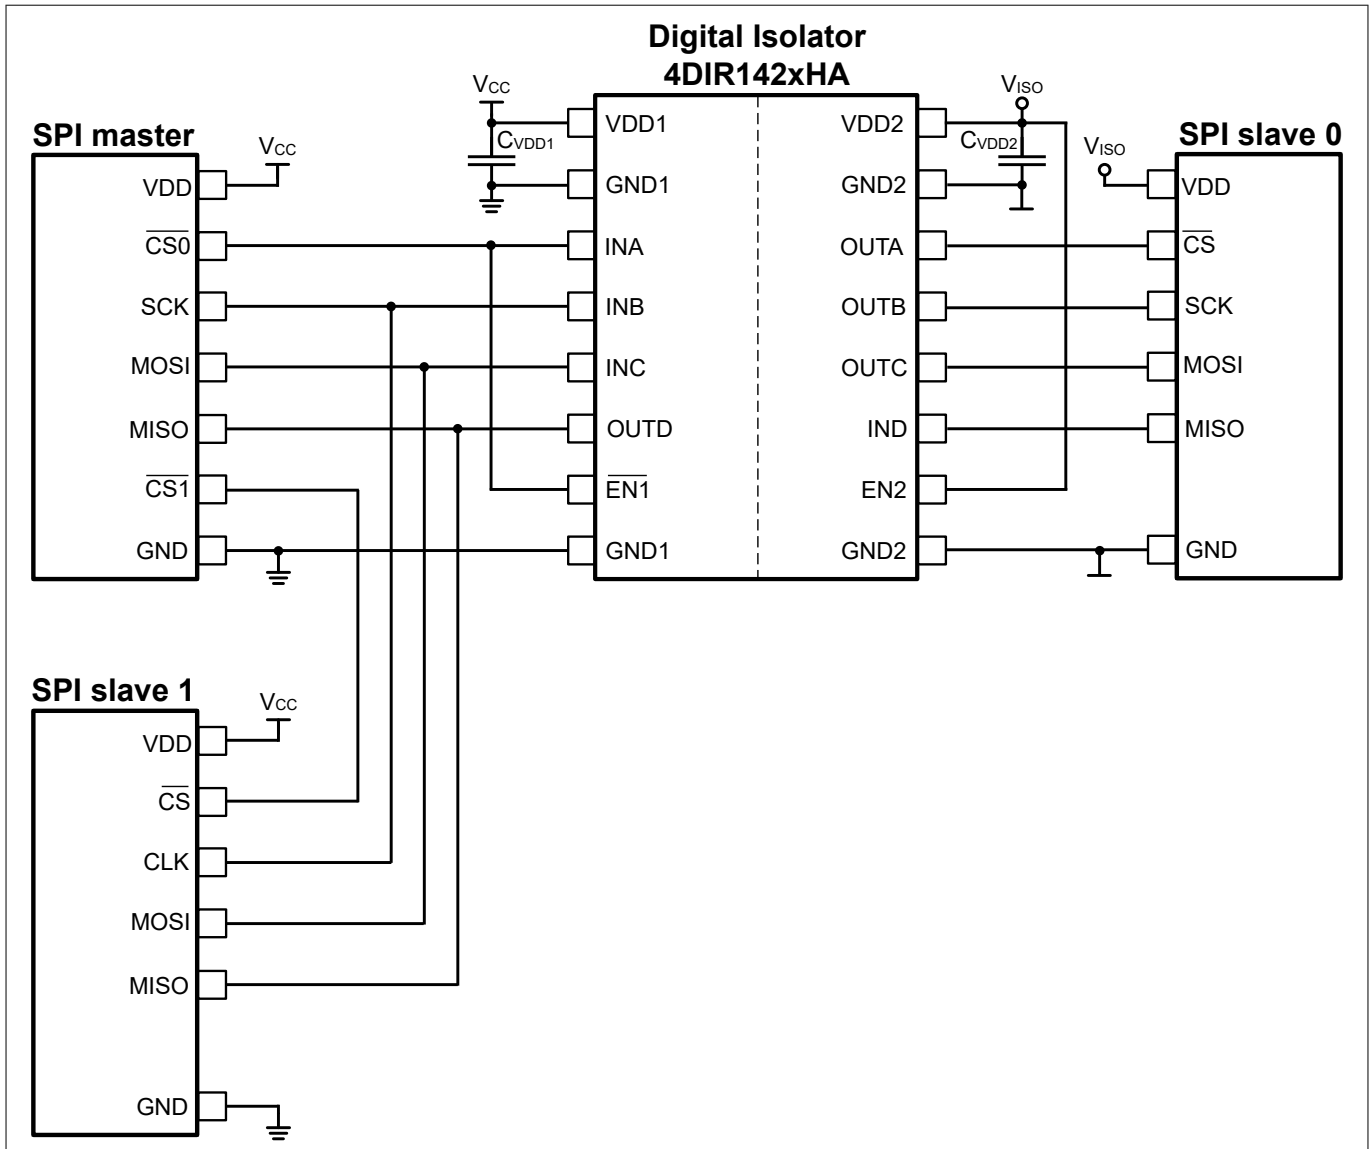 Digital Isolator
4DIR142xHA
SPI master
VCC
VDD
CS0
SCK
MOSI
MISO
CS1
GND
VCC
CVDD1
VDD1
GND1
INA
INB
INC
OUTD
EN1
GND1
VDD2
GND2
OUTA
OUTB
OUTC
IND
EN2
GND2
VISO
CVDD2
SPI slave 0
VISO
VDD
CS
SCK
MOSI
MISO
GND
SPI slave 1
VCC
VDD
CS
CLK
MOSI
MISO
GND